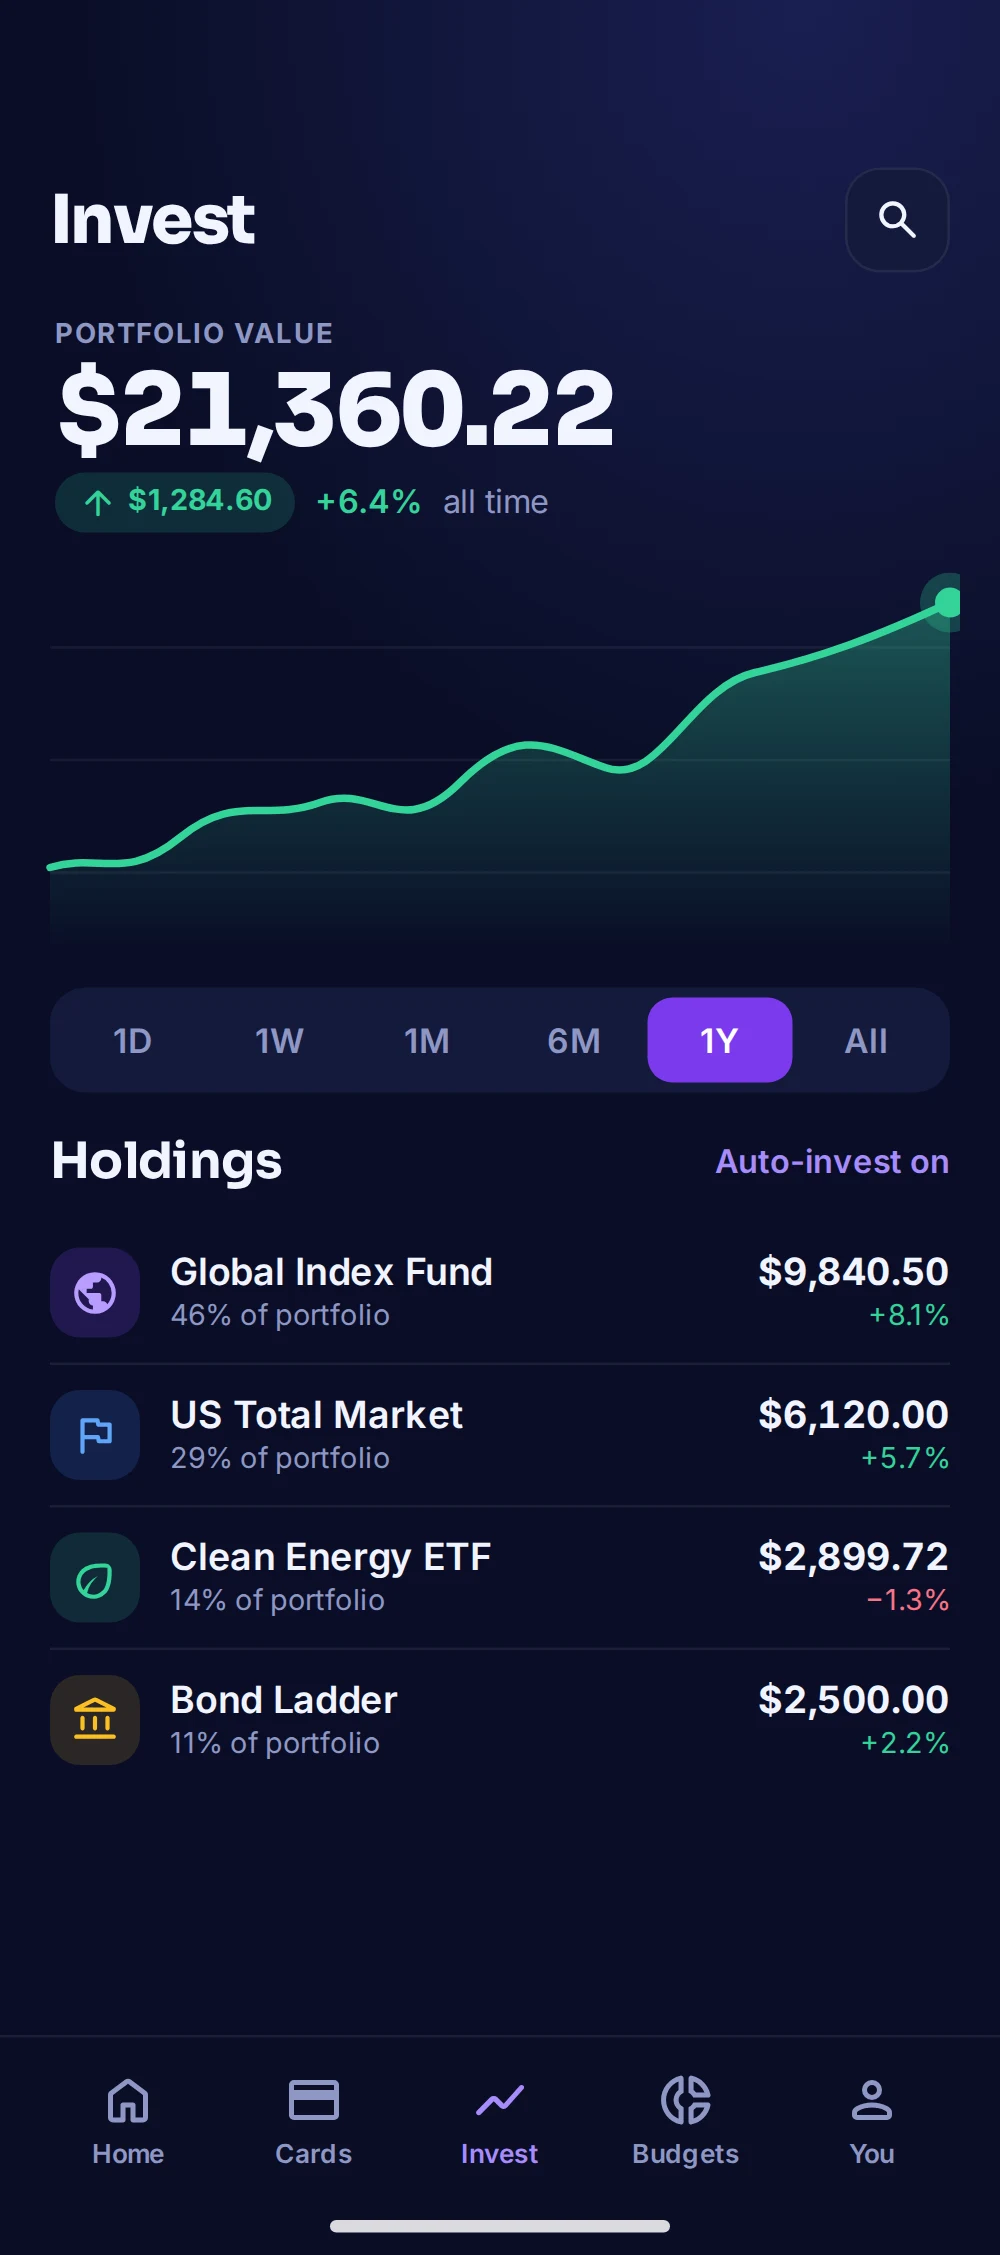 Invest
PORTFOLIO VALUE
$21,360.22
$1,284.60 +6.4% all time
1D 1W 1M 6M 1Y All
Holdings Auto-invest on
Global Index Fund $9,840.50
46% of portfolio +8.1%
US Total Market $6,120.00
29% of portfolio +5.7%
Clean Energy ETF $2,899.72
14% of portfolio −1.3%
Bond Ladder $2,500.00
11% of portfolio +2.2%
Home Cards Invest Budgets You